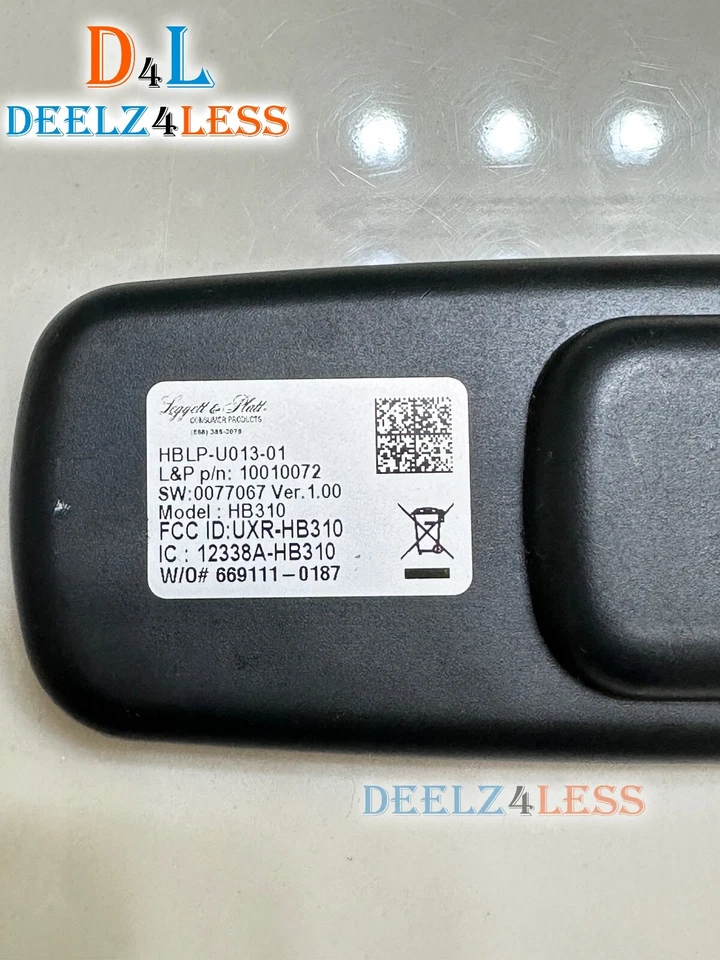 D4L
DEELZ4LESS
Leggett & Platt
CONSUMER PRODUCTS
HBLP-U013-01
L&P p/n: 10010072
SW:0077067 Ver.1.00
Model : HB310
FCC ID:UXR-HB310
IC : 12338A-HB310
W/O# 669111-0187
DEELZ4LESS